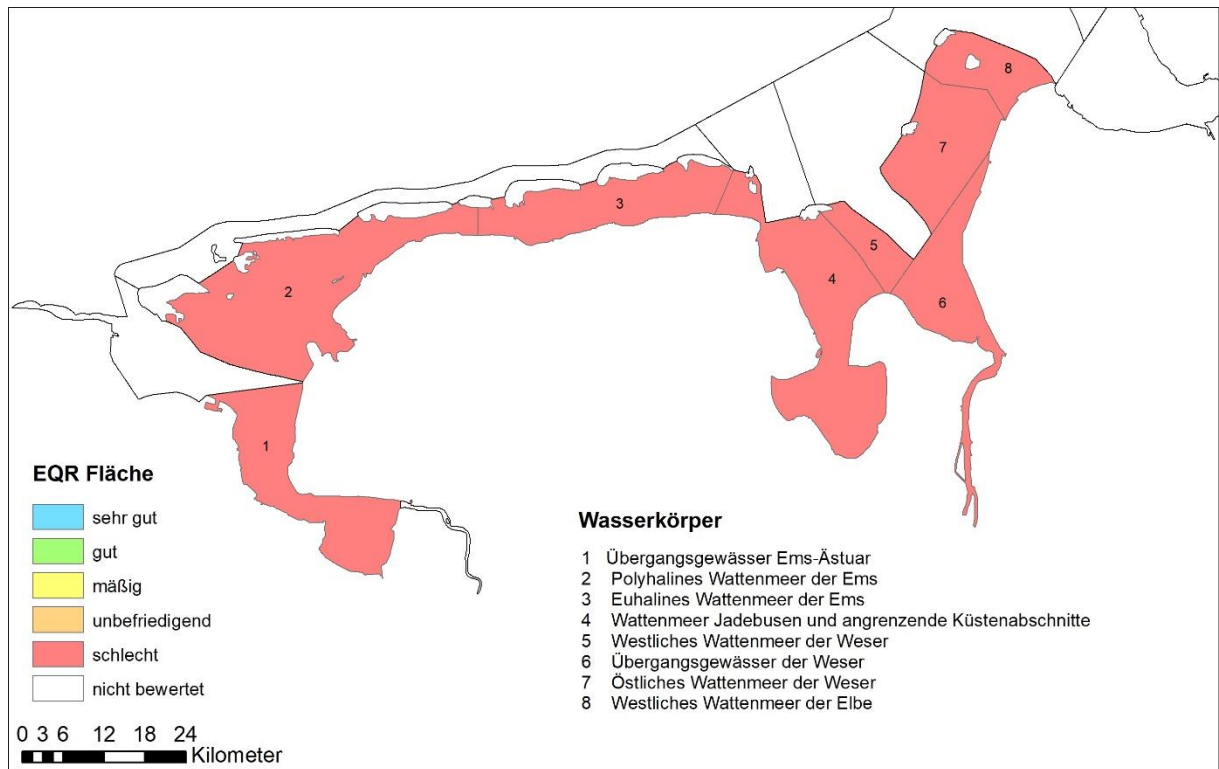 8
7
3
5
2
4
6
1
EQR Fläche
sehr gut
gut
mäßig
unbefriedigend
schlecht
nicht bewertet
0 3 6 12 18 24
Kilometer
Wasserkörper
1 Übergangsgewässer Ems-Ästuar
2 Polyhalines Wattenmeer der Ems
3 Euhalines Wattenmeer der Ems
4 Wattenmeer Jadebusen und angrenzende Küstenabschnitte
5 Westliches Wattenmeer der Weser
6 Übergangsgewässer der Weser
7 Östliches Wattenmeer der Weser
8 Westliches Wattenmeer der Elbe